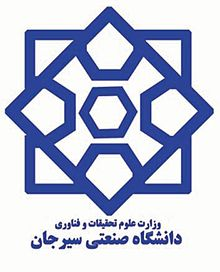 وزارت علوم تحقیقات و فناوری
دانشگاه صنعتی سیرجان